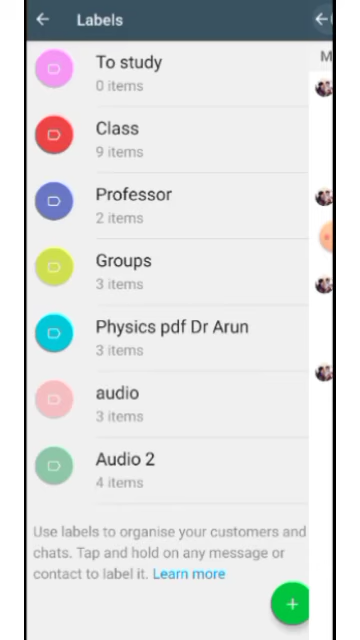 Labels
To study
0 items
Class
9 items
Professor
2 items
Groups
3 items
Physics pdf Dr Arun
3 items
audio
3 items
Audio 2
4 items
Use labels to organise your customers and
chats. Tap and hold on any message or
contact to label it. Learn more
M